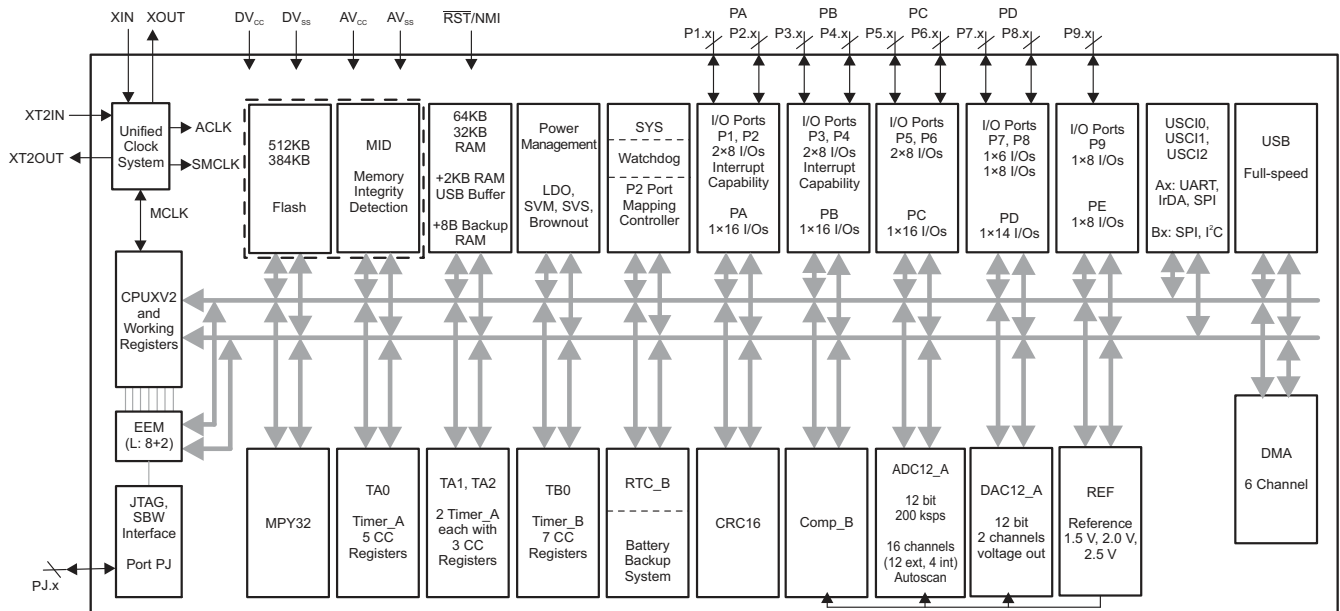 XIN
XOUT
DVCC
DVSS
AVCC
AVSS
RST/NMI
PA
PB
PC
PD
P1.x
P2.x
P3.x
P4.x
P5.x
P6.x
P7.x
P8.x
P9.x
XT2IN
XT2OUT
Unified
Clock
System
ACLK
SMCLK
MCLK
512KB
384KB
Flash
MID
Memory
Integrity
Detection
64KB
32KB
RAM
+2KB RAM
USB Buffer
+8B Backup
RAM
Power
Management
LDO,
SVM, SVS,
Brownout
SYS
Watchdog
P2 Port
Mapping
Controller
I/O Ports
P1, P2
2×8 I/Os
Interrupt
Capability
PA
1×16 I/Os
I/O Ports
P3, P4
2×8 I/Os
Interrupt
Capability
PB
1×16 I/Os
I/O Ports
P5, P6
2×8 I/Os
PC
1×16 I/Os
I/O Ports
P7, P8
1×6 I/Os
1×8 I/Os
PD
1×14 I/Os
I/O Ports
P9
1×8 I/Os
PE
1×8 I/Os
USCI0,
USCI1,
USCI2
Ax: UART,
IrDA, SPI
Bx: SPI, I²C
USB
Full-speed
CPUXV2
and
Working
Registers
EEM
(L: 8+2)
JTAG,
SBW
Interface
Port PJ
PJ.x
MPY32
TA0
Timer_A
5 CC
Registers
TA1, TA2
2 Timer_A
each with
3 CC
Registers
TB0
Timer_B
7 CC
Registers
RTC_B
Battery
Backup
System
CRC16
Comp_B
ADC12_A
12 bit
200 ksps
16 channels
(12 ext, 4 int)
Autoscan
DAC12_A
12 bit
2 channels
voltage out
REF
Reference
1.5 V, 2.0 V,
2.5 V
DMA
6 Channel